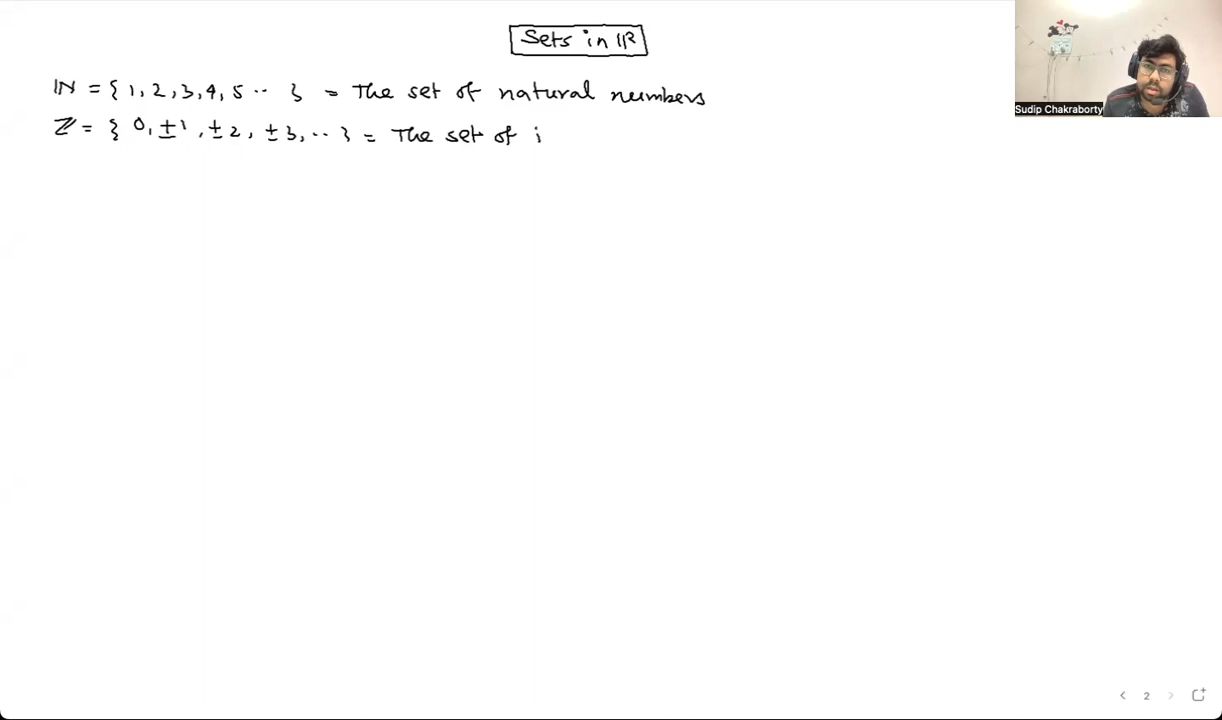 Sets in ℝ
ℕ = { 1, 2, 3, 4, 5 ·· } = The set of natural numbers
ℤ = { 0, ±1, ±2, ±3, ·· } = The set of i
Sudip Chakraborty
2